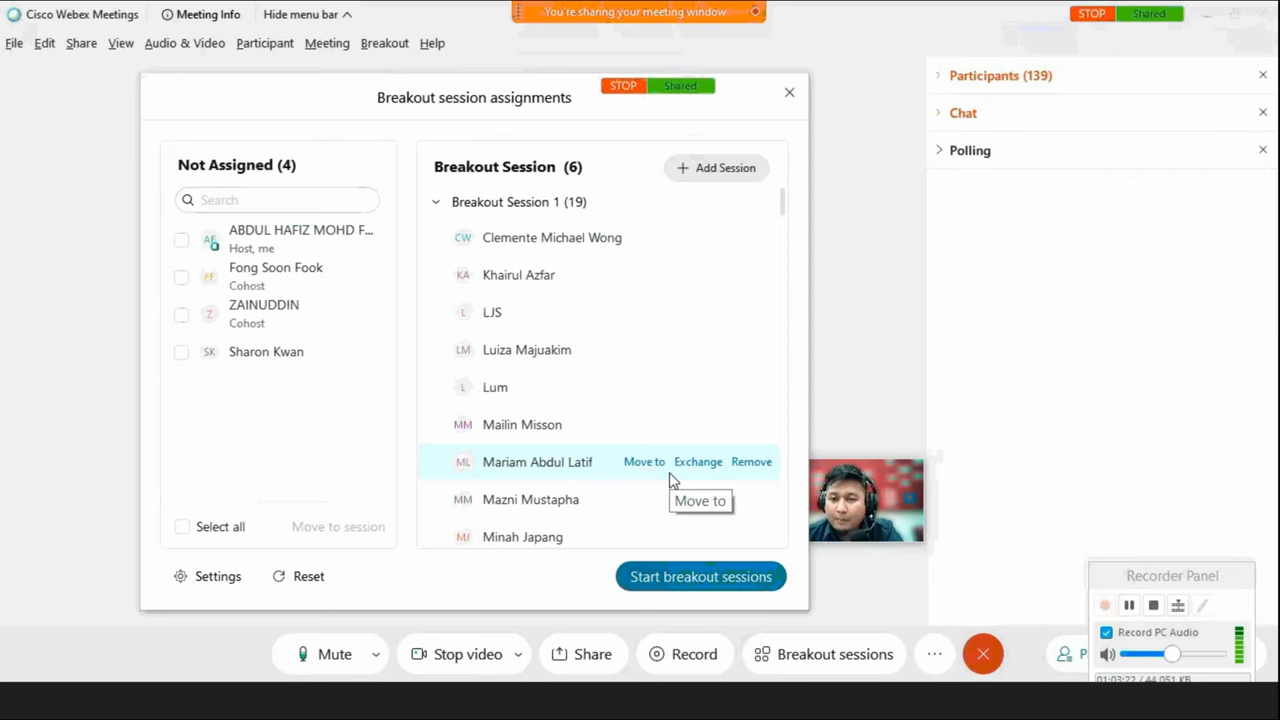 Cisco Webex Meetings
Meeting Info
Hide menu bar
You're sharing your meeting window
STOP Shared
File Edit Share View Audio & Video Participant Meeting Breakout Help
STOP Shared
Breakout session assignments
Not Assigned (4)
Search
ABDUL HAFIZ MOHD F...
Host, me
Fong Soon Fook
Cohost
Z
ZAINUDDIN
Cohost
SK Sharon Kwan
Select all Move to session
Breakout Session (6)
+ Add Session
Breakout Session 1 (19)
CW Clemente Michael Wong
KA Khairul Azfar
L LJS
LM Luiza Majuakim
L Lum
MM Mailin Misson
ML Mariam Abdul Latif Move to Exchange Remove
Move to
MM Mazni Mustapha
MJ Minah Japang
Settings Reset
Start breakout sessions
Participants (139)
Chat
Polling
Recorder Panel
Record PC Audio
01:03:22 / 44,051 KB
Mute Stop video Share Record Breakout sessions ...